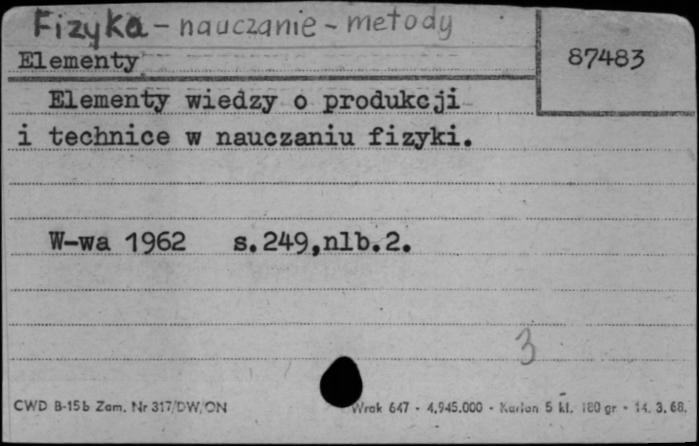 Fizyka - nauczanie - metody
Elementy
87483
Elementy wiedzy o produkcji
i technice w nauczaniu fizyki.
W-wa 1962 s.249,nlb.2.
3
CWD B-15b Zam. Nr 317/DW/ON Wrak 647 - 4.945.000 - Karton 5 kl. 180 gr - 14. 3. 68.